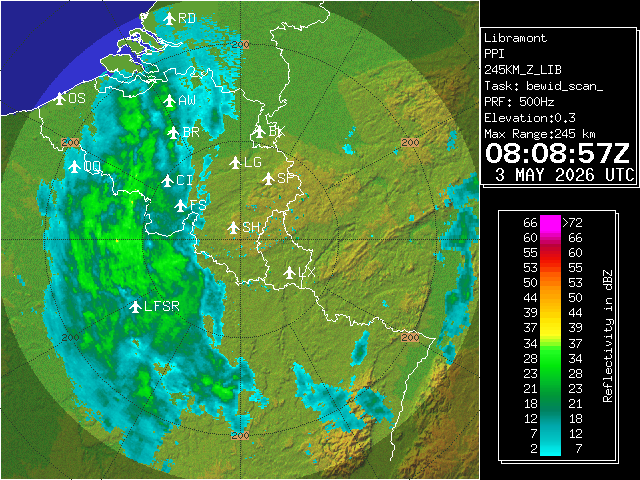 RD
200
OS
AW
BR
BK
200
200
OO
LG
CI
SP
FS
SH
LX
LFSR
200
200
200
Libramont
PPI
245KM_Z_LIB
Task: bewid_scan_
PRF: 500Hz
Elevation:0.3
Max Range:245 km
08:08:57Z
3 MAY 2026 UTC
66 >72
60 66
55 60
53 55
50 53
44 50
39 44
37 39
34 37
28 34
23 28
21 23
18 21
12 18
7 12
2 7
Reflectivity in dBZ